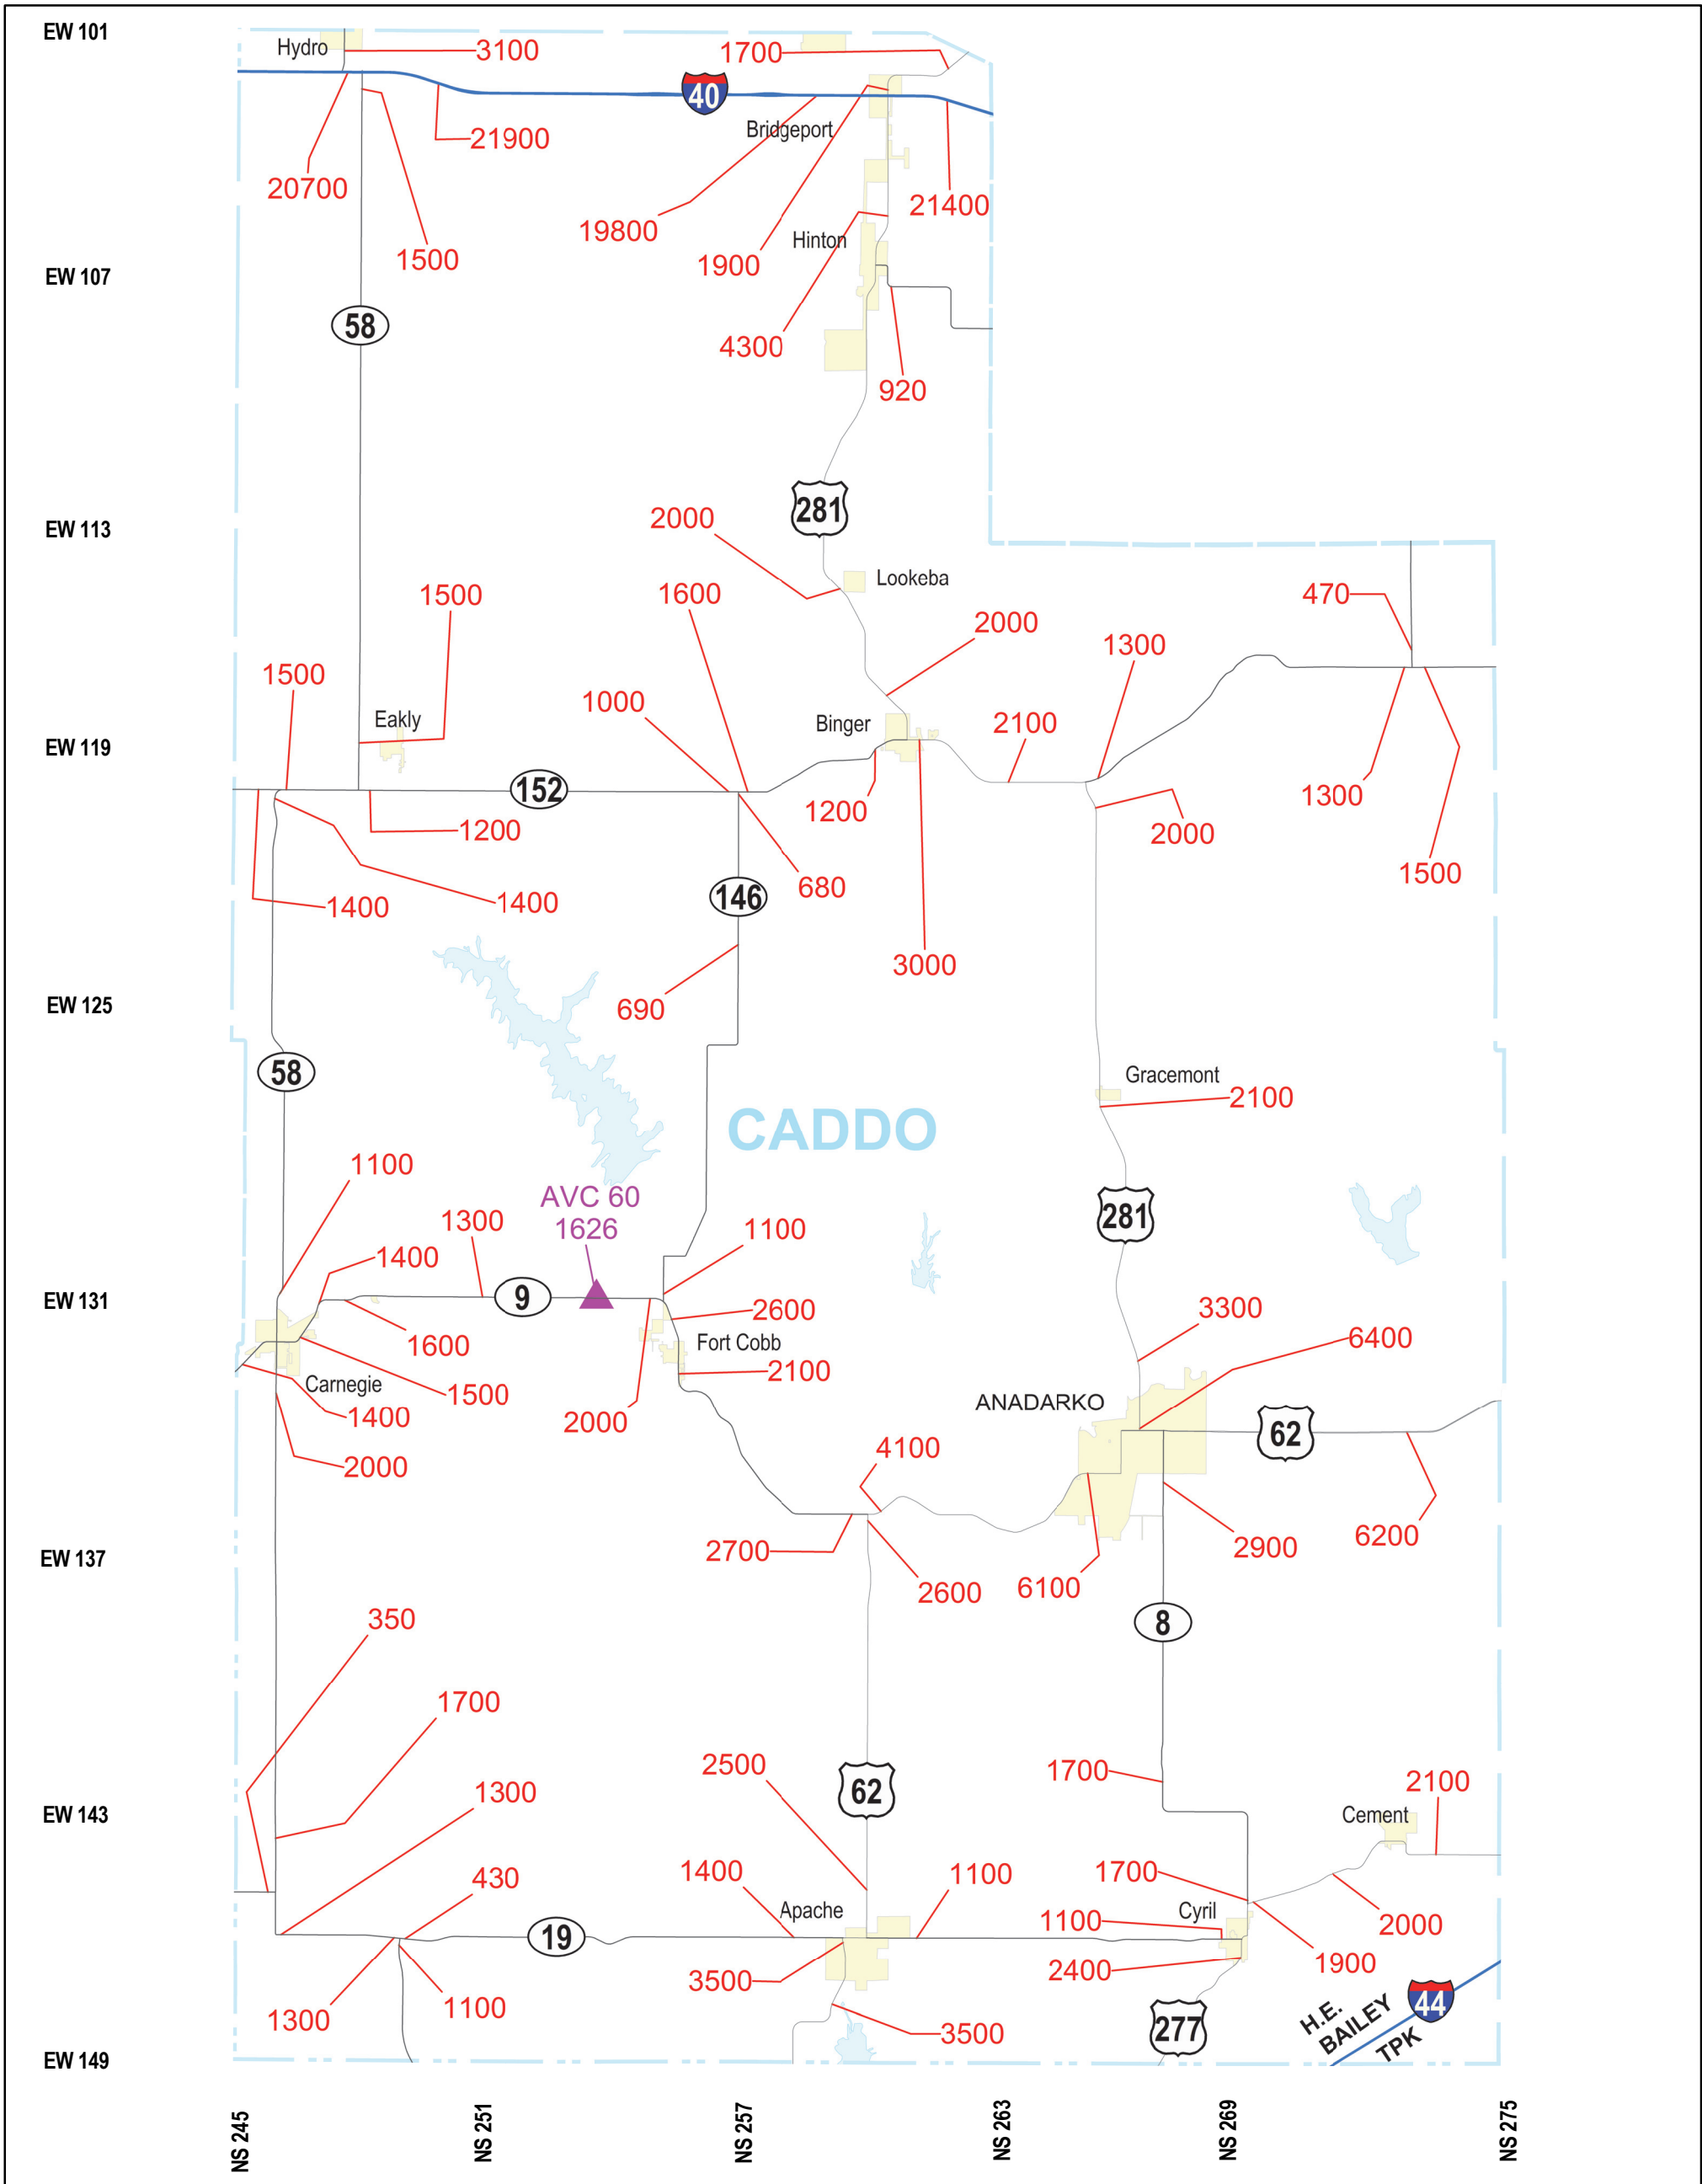 EW 101
Hydro
3100
1700
40
Bridgeport
21900
20700
19800
21400
1500
1900
Hinton
EW 107
58
4300
920
281
2000
EW 113
Lookeba
1500
1600
470
2000
1300
1500
1000
Eakly
Binger
2100
EW 119
152
1200
1200
2000
1300
1500
1400
1400
146
680
3000
690
EW 125
58
Gracemont
2100
CADDO
1100
AVC 60
1626
1300
1400
1100
281
EW 131
9
2600
3300
6400
1600
Fort Cobb
2100
Carnegie
1500
1400
2000
ANADARKO
62
2000
4100
EW 137
2700
2600
6100
2900
6200
350
8
1700
2500
62
1700
2100
EW 143
1300
Cement
430
1400
1100
1700
Apache
Cyril
1100
2000
19
3500
2400
1900
1300
1100
3500
277
H.E.
BAILEY
TPK
44
EW 149
NS 245
NS 251
NS 257
NS 263
NS 269
NS 275